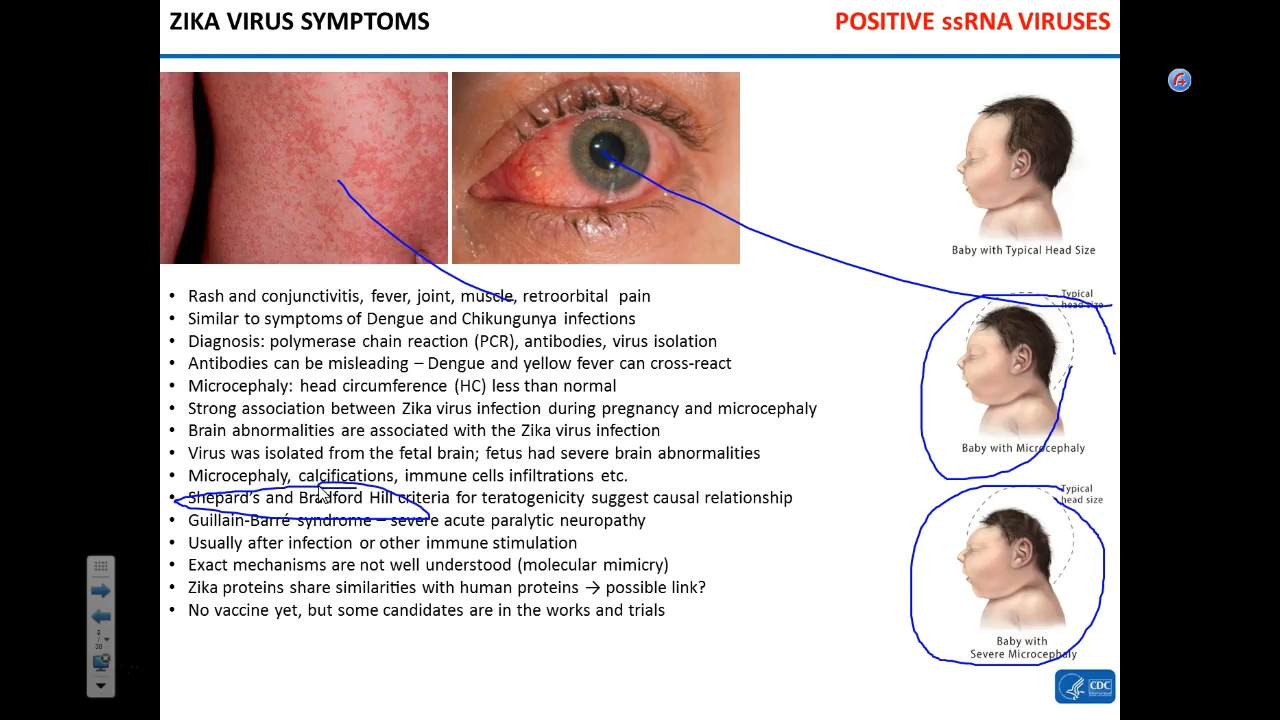 ZIKA VIRUS SYMPTOMS
POSITIVE ssRNA VIRUSES
Baby with Typical Head Size
• Rash and conjunctivitis, fever, joint, muscle, retroorbital pain
• Similar to symptoms of Dengue and Chikungunya infections
• Diagnosis: polymerase chain reaction (PCR), antibodies, virus isolation
• Antibodies can be misleading – Dengue and yellow fever can cross-react
• Microcephaly: head circumference (HC) less than normal
• Strong association between Zika virus infection during pregnancy and microcephaly
• Brain abnormalities are associated with the Zika virus infection
• Virus was isolated from the fetal brain; fetus had severe brain abnormalities
• Microcephaly, calcifications, immune cells infiltrations etc.
• Shepard's and Bradford Hill criteria for teratogenicity suggest causal relationship
• Guillain-Barré syndrome – severe acute paralytic neuropathy
• Usually after infection or other immune stimulation
• Exact mechanisms are not well understood (molecular mimicry)
• Zika proteins share similarities with human proteins → possible link?
• No vaccine yet, but some candidates are in the works and trials
Typical
head size
Baby with Microcephaly
Typical
head size
Baby with
Severe Microcephaly
CDC